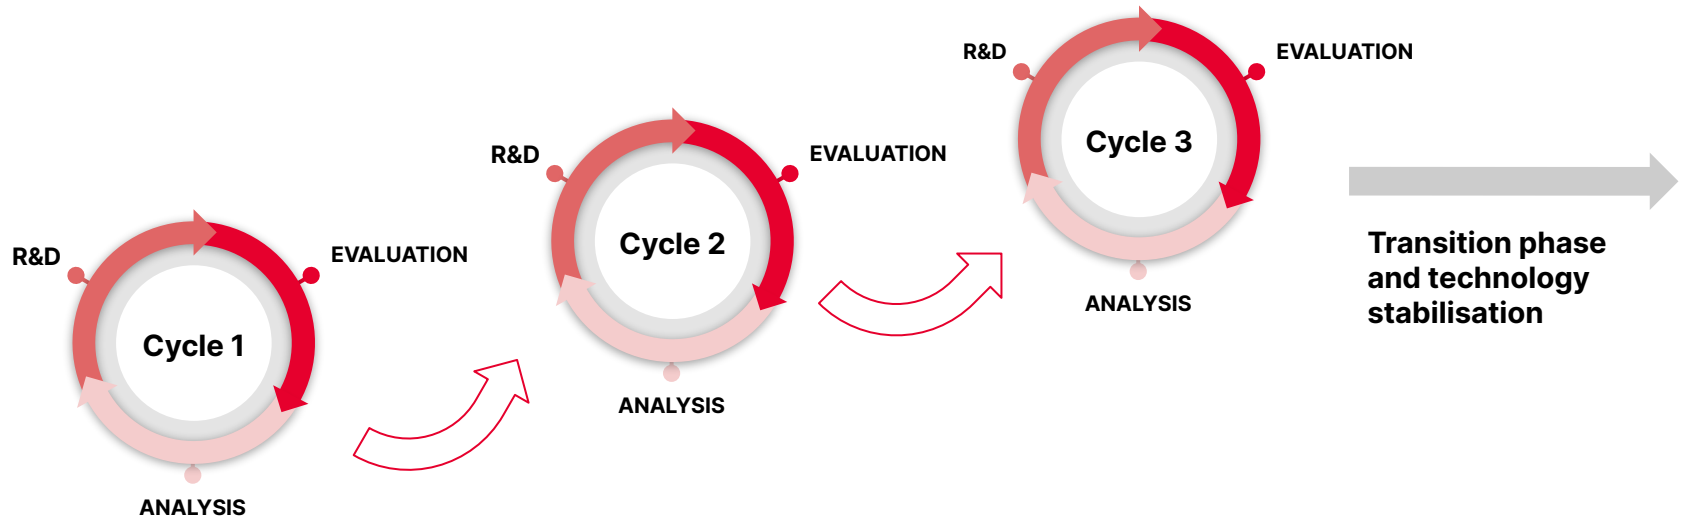 R&D
EVALUATION
Cycle 1
ANALYSIS
R&D
EVALUATION
Cycle 2
ANALYSIS
R&D
EVALUATION
Cycle 3
ANALYSIS
Transition phase
and technology
stabilisation